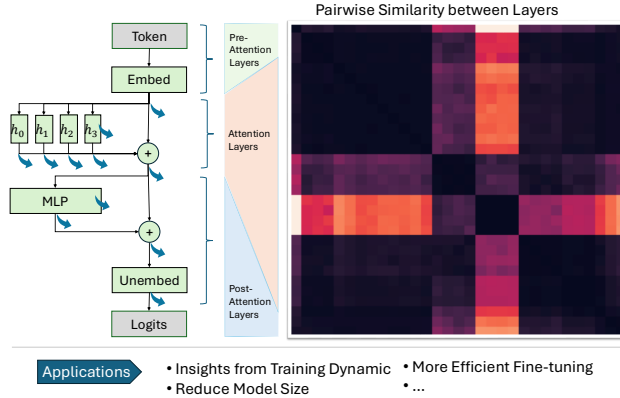 Pairwise Similarity between Layers
Token
Embed
h0 h1 h2 h3
+
MLP
+
Unembed
Logits
Pre-
Attention
Layers
Attention
Layers
Post-
Attention
Layers
Applications
• Insights from Training Dynamic
• Reduce Model Size
• More Efficient Fine-tuning
• ...